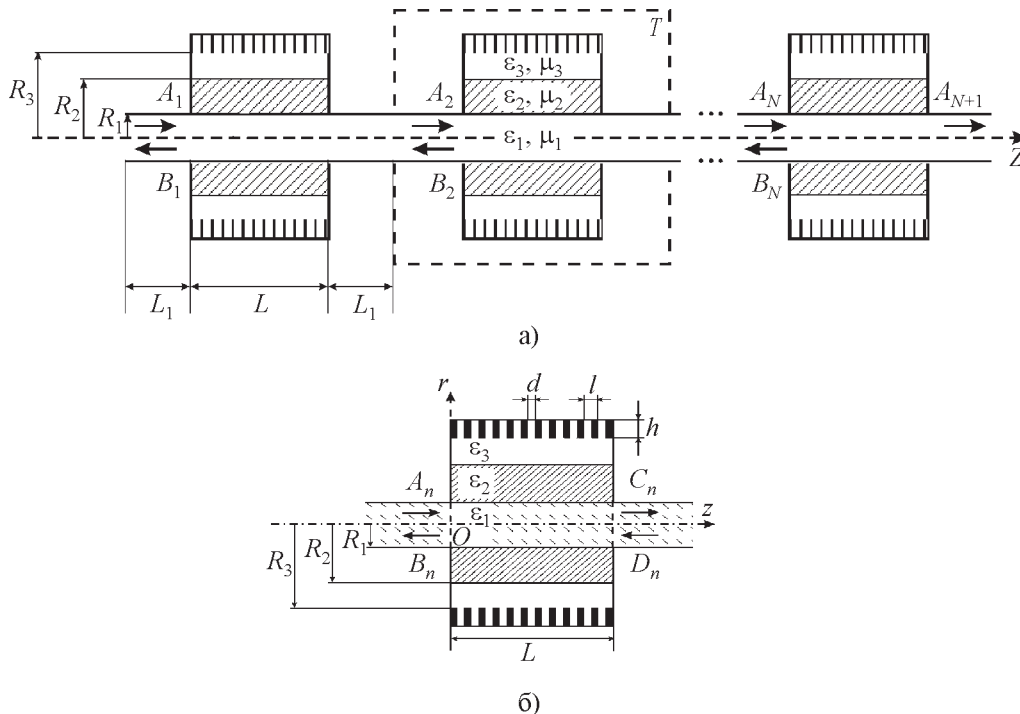 T
R₃
R₂
R₁
A₁
A₂
A_N
A_{N+1}
ε₃, μ₃
ε₂, μ₂
ε₁, μ₁
...
...
Z
B₁
B₂
B_N
L₁
L
L₁
а)
r
d
l
h
ε₃
ε₂
ε₁
A_n
C_n
z
O
R₁
R₂
R₃
B_n
D_n
L
б)